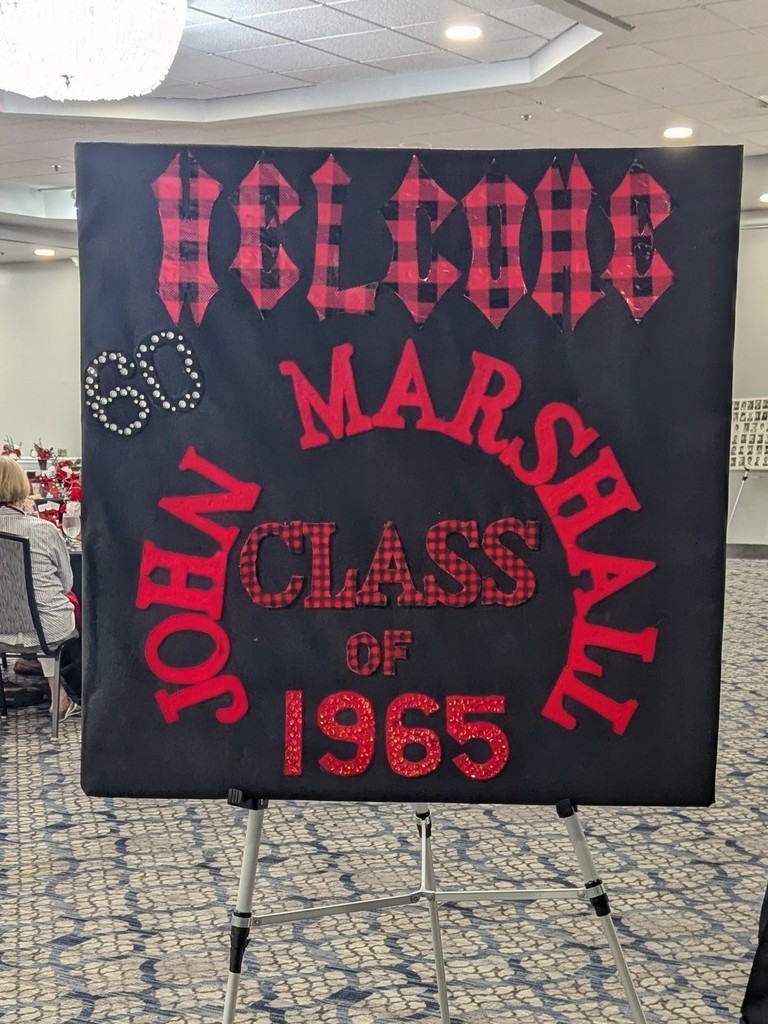 WELCOME
60
JOHN MARSHALL
CLASS
OF
1965